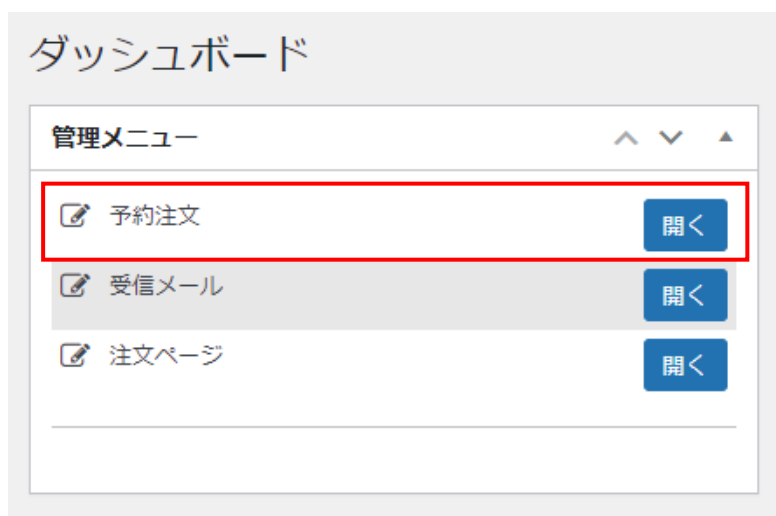 ダッシュボード
管理メニュー
予約注文 開く
受信メール 開く
注文ページ 開く